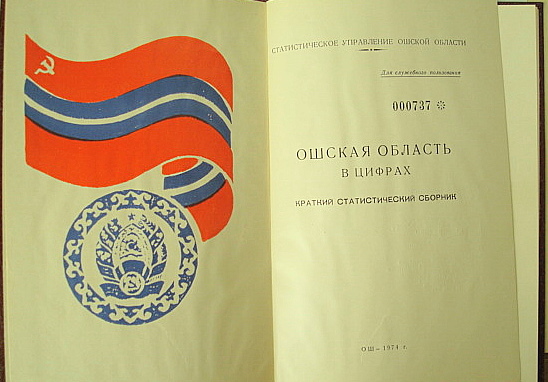 СТАТИСТИЧЕСКОЕ УПРАВЛЕНИЕ ОШСКОЙ ОБЛАСТИ
Для служебного пользования
000737
ОШСКАЯ ОБЛАСТЬ
В ЦИФРАХ
КРАТКИЙ СТАТИСТИЧЕСКИЙ СБОРНИК
ОШ — 1974 г.